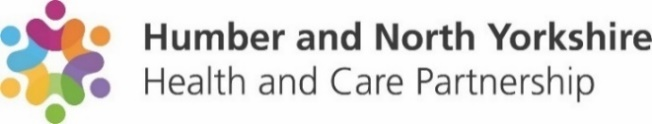 Humber and North Yorkshire
Health and Care Partnership